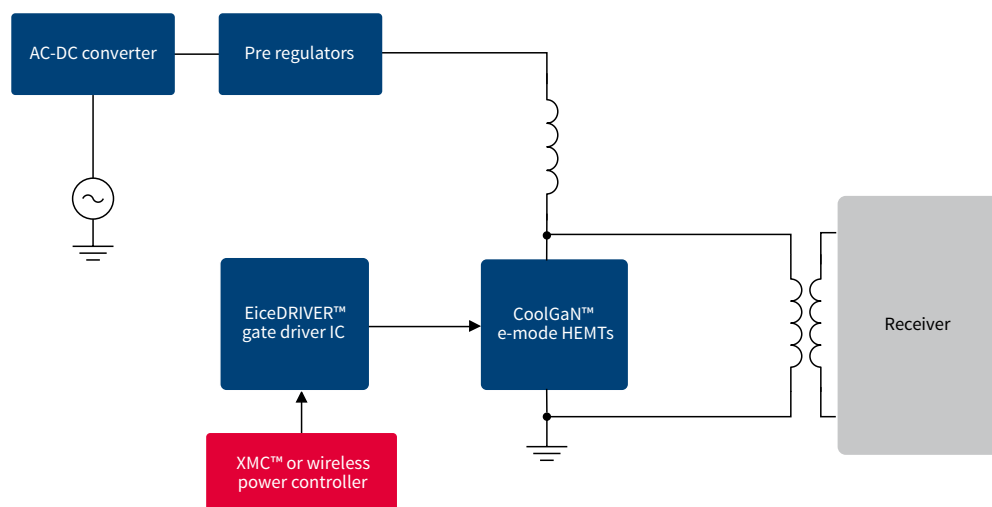 AC-DC converter
Pre regulators
EiceDRIVER™
gate driver IC
CoolGaN™
e-mode HEMTs
Receiver
XMC™ or wireless
power controller